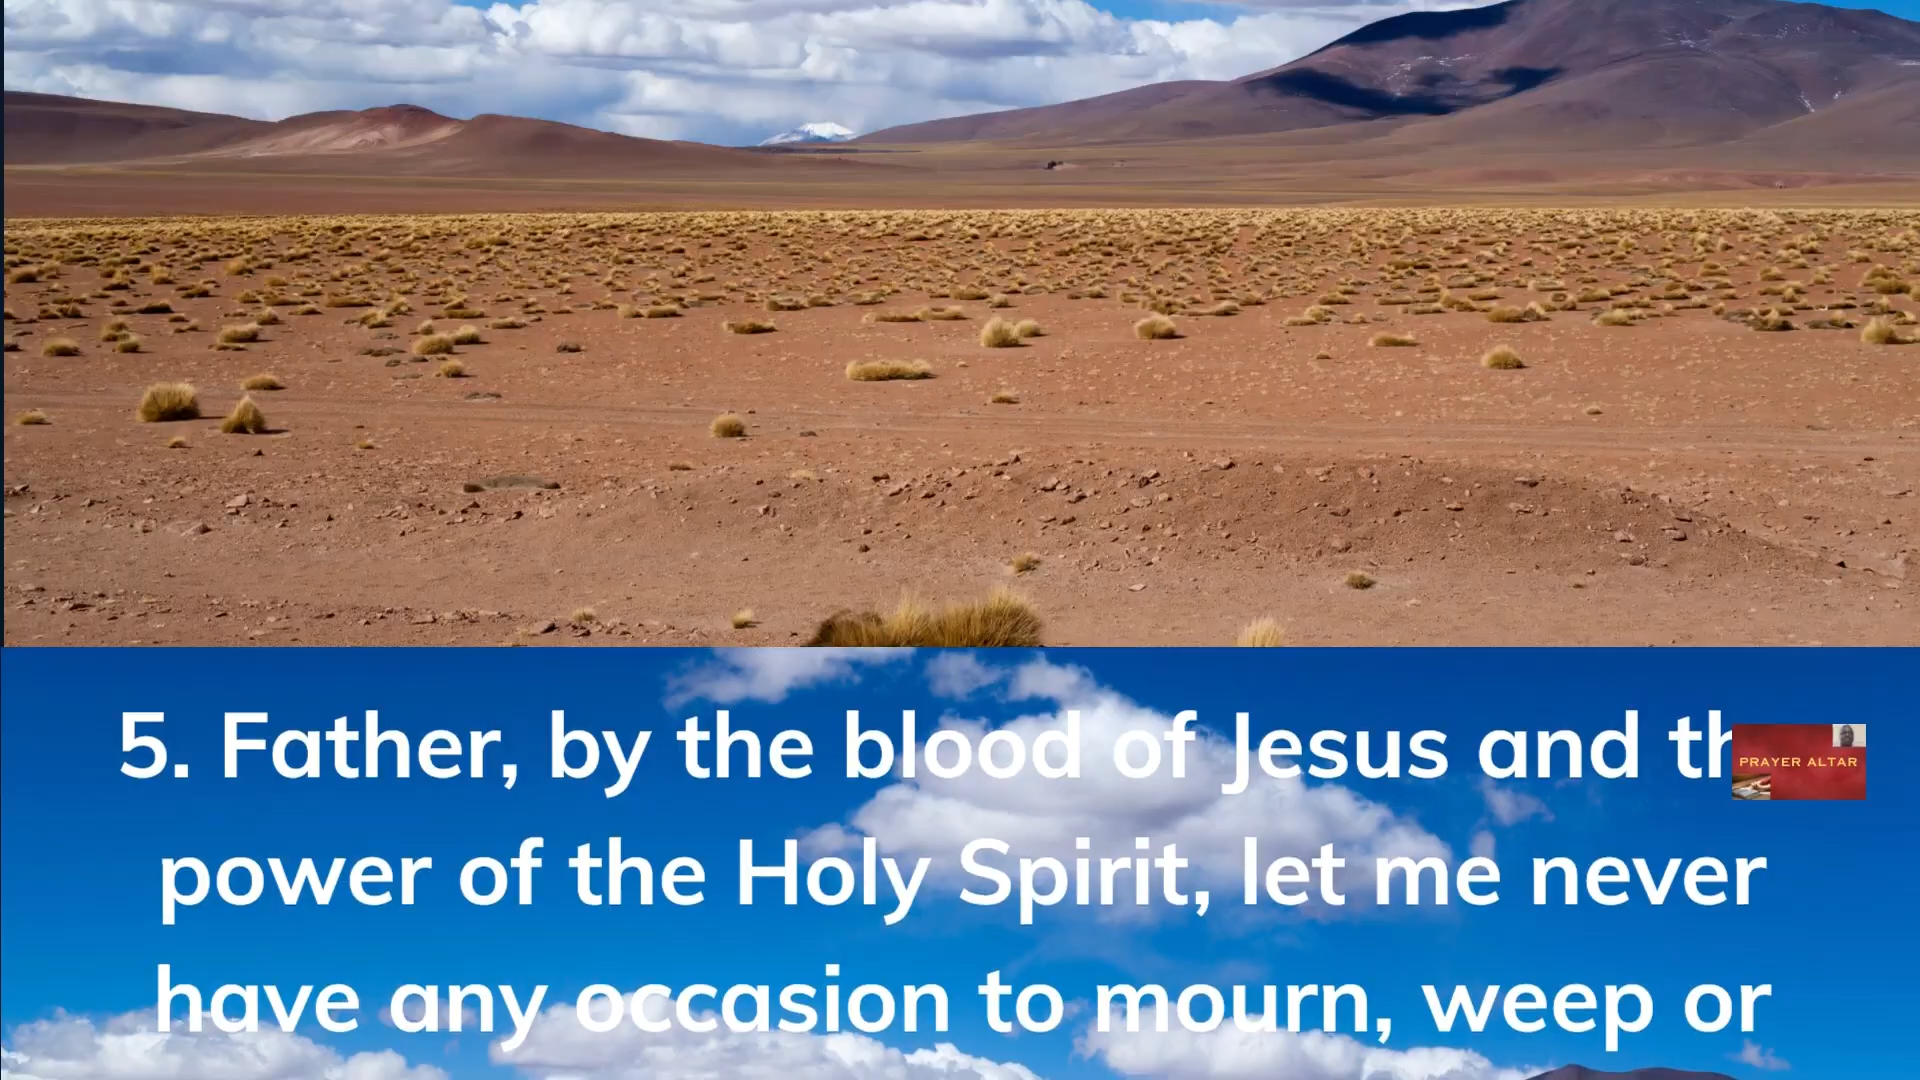 5. Father, by the blood of Jesus and th
PRAYER ALTAR
power of the Holy Spirit, let me never
have any occasion to mourn, weep or